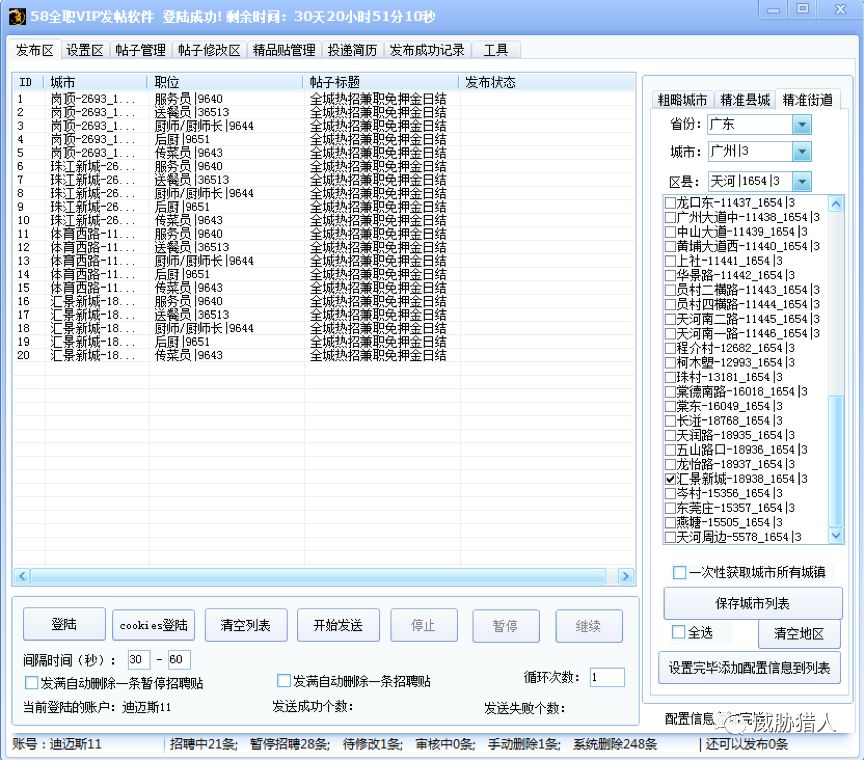 58全职VIP发帖软件 登陆成功! 剩余时间：30天20小时51分10秒
发布区 设置区 帖子管理 帖子修改区 精品贴管理 投递简历 发布成功记录 工具
ID 城市 职位 帖子标题 发布状态
1 岗顶-2693_1... 服务员|9640 全城热招兼职免押金日结
2 岗顶-2693_1... 送餐员|36513 全城热招兼职免押金日结
3 岗顶-2693_1... 厨师/厨师长|9644 全城热招兼职免押金日结
4 岗顶-2693_1... 后厨|9651 全城热招兼职免押金日结
5 岗顶-2693_1... 传菜员|9643 全城热招兼职免押金日结
6 珠江新城-26... 服务员|9640 全城热招兼职免押金日结
7 珠江新城-26... 送餐员|36513 全城热招兼职免押金日结
8 珠江新城-26... 厨师/厨师长|9644 全城热招兼职免押金日结
9 珠江新城-26... 后厨|9651 全城热招兼职免押金日结
10 珠江新城-26... 传菜员|9643 全城热招兼职免押金日结
11 体育西路-11... 服务员|9640 全城热招兼职免押金日结
12 体育西路-11... 送餐员|36513 全城热招兼职免押金日结
13 体育西路-11... 厨师/厨师长|9644 全城热招兼职免押金日结
14 体育西路-11... 后厨|9651 全城热招兼职免押金日结
15 体育西路-11... 传菜员|9643 全城热招兼职免押金日结
16 汇景新城-18... 服务员|9640 全城热招兼职免押金日结
17 汇景新城-18... 送餐员|36513 全城热招兼职免押金日结
18 汇景新城-18... 厨师/厨师长|9644 全城热招兼职免押金日结
19 汇景新城-18... 后厨|9651 全城热招兼职免押金日结
20 汇景新城-18... 传菜员|9643 全城热招兼职免押金日结
粗略城市 精准县城 精准街道
省份：广东
城市：广州|3
区县：天河|1654|3
龙口东-11437_1654|3
广州大道中-11438_1654|3
中山大道-11439_1654|3
黄埔大道西-11440_1654|3
上社-11441_1654|3
华景路-11442_1654|3
员村二横路-11443_1654|3
员村四横路-11444_1654|3
天河南二路-11445_1654|3
天河南一路-11446_1654|3
程介村-12682_1654|3
柯木塱-12993_1654|3
珠村-13181_1654|3
棠德南路-16018_1654|3
棠东-16049_1654|3
长湴-18768_1654|3
天润路-18935_1654|3
五山路口-18936_1654|3
龙怡路-18937_1654|3
汇景新城-18938_1654|3
岑村-15356_1654|3
东莞庄-15357_1654|3
燕塘-15505_1654|3
天河周边-5578_1654|3
一次性获取城市所有城镇
保存城市列表
全选 清空地区
设置完毕添加配置信息到列表
登陆 cookies登陆 清空列表 开始发送 停止 暂停 继续
间隔时间（秒）：30 - 60
发满自动删除一条暂停招聘贴 发满自动删除一条招聘贴 循环次数：1
当前登陆的账户：迪迈斯11 发送成功个数： 发送失败个数：
配置信息
威胁猎人
账号：迪迈斯11 招聘中21条; 暂停招聘28条; 待修改1条; 审核中0条; 手动删除1条; 系统删除248条 |还可以发布0条